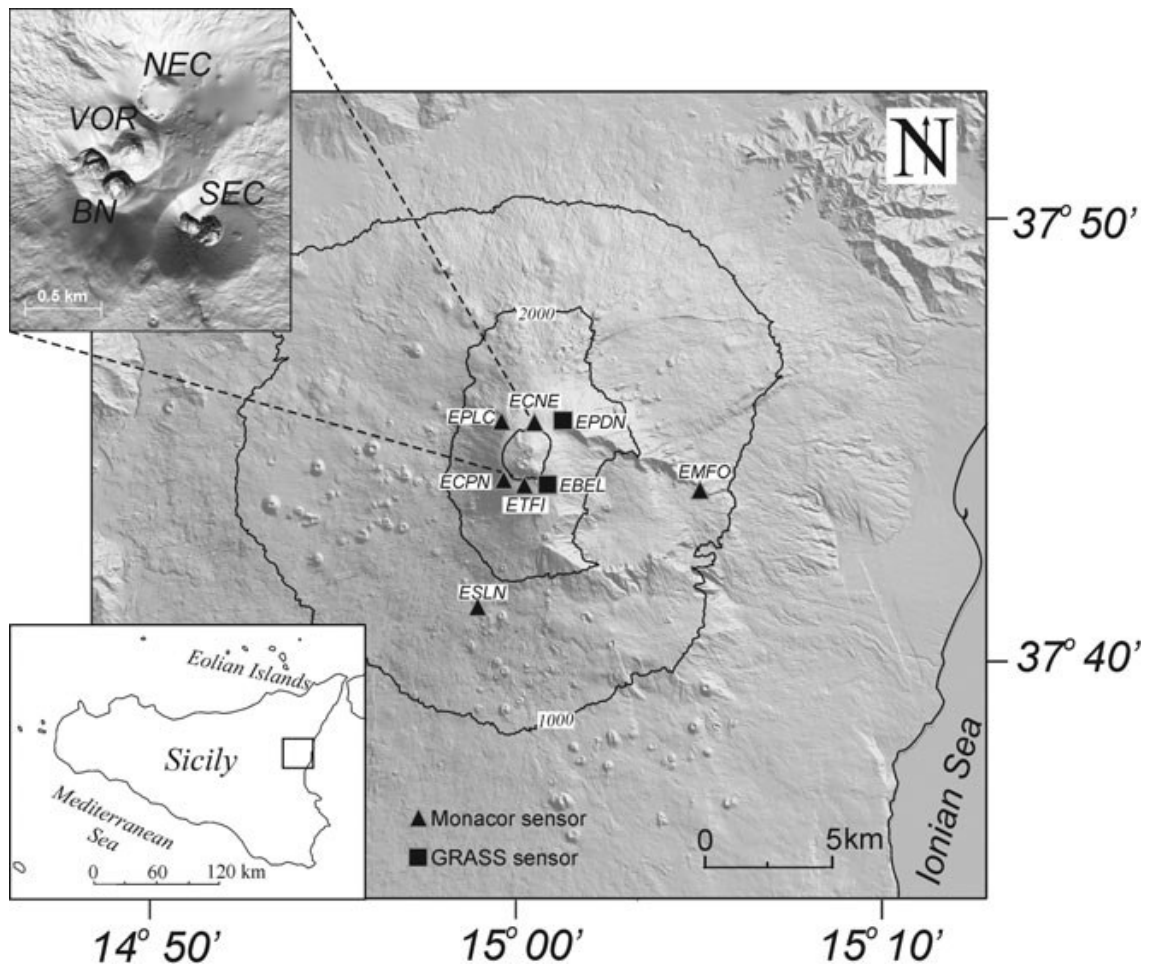 NEC
VOR
SEC
BN
0.5 km
N
37° 50'
2000
ECNE
EPLC
EPDN
EMFO
ECPN
EBEL
ETFI
ESLN
37° 40'
1000
Eolian Islands
Sicily
Mediterranean
Sea
0 60 120 km
Monacor sensor
GRASS sensor
0 5km
Ionian Sea
14° 50'
15° 00'
15° 10'